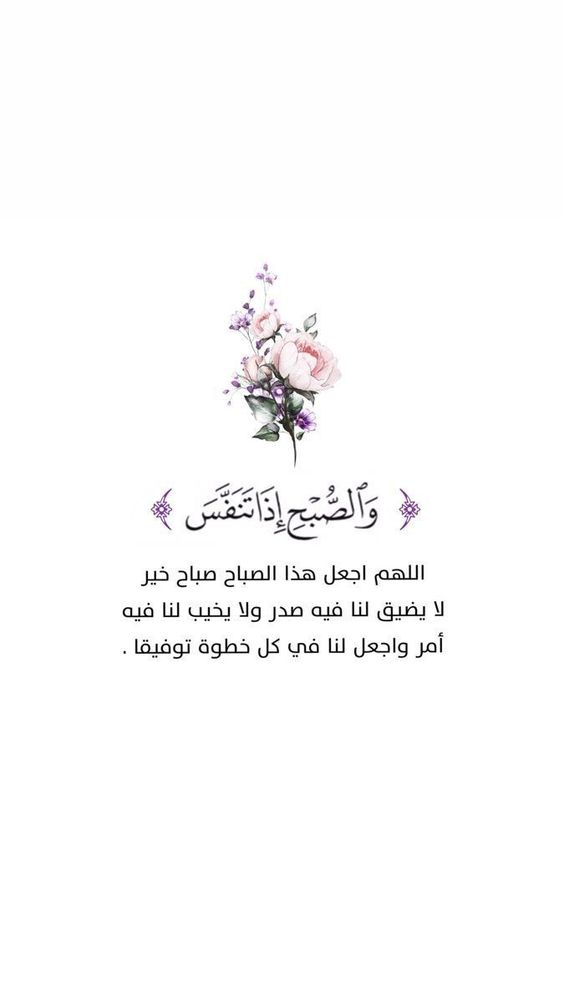 ﴿ وَٱلصُّبۡحِ إِذَا تَنَفَّسَ ﴾
اللهم اجعل هذا الصباح صباح خير
لا يضيق لنا فيه صدر ولا يخيب لنا فيه
أمر واجعل لنا في كل خطوة توفيقا .